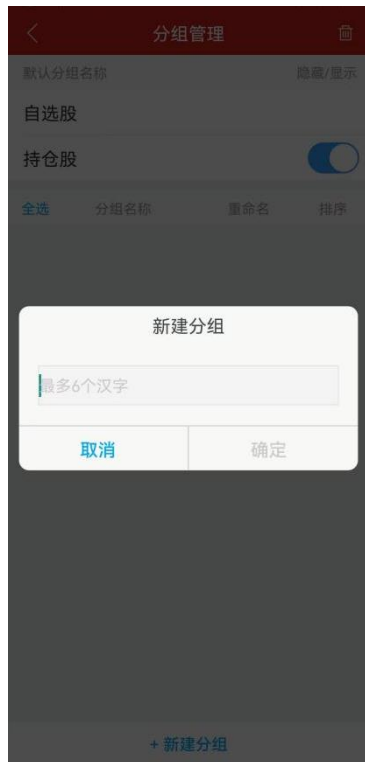 分组管理
默认分组名称 隐藏/显示
自选股
持仓股
全选 分组名称 重命名 排序
新建分组
最多6个汉字
取消 确定
+ 新建分组